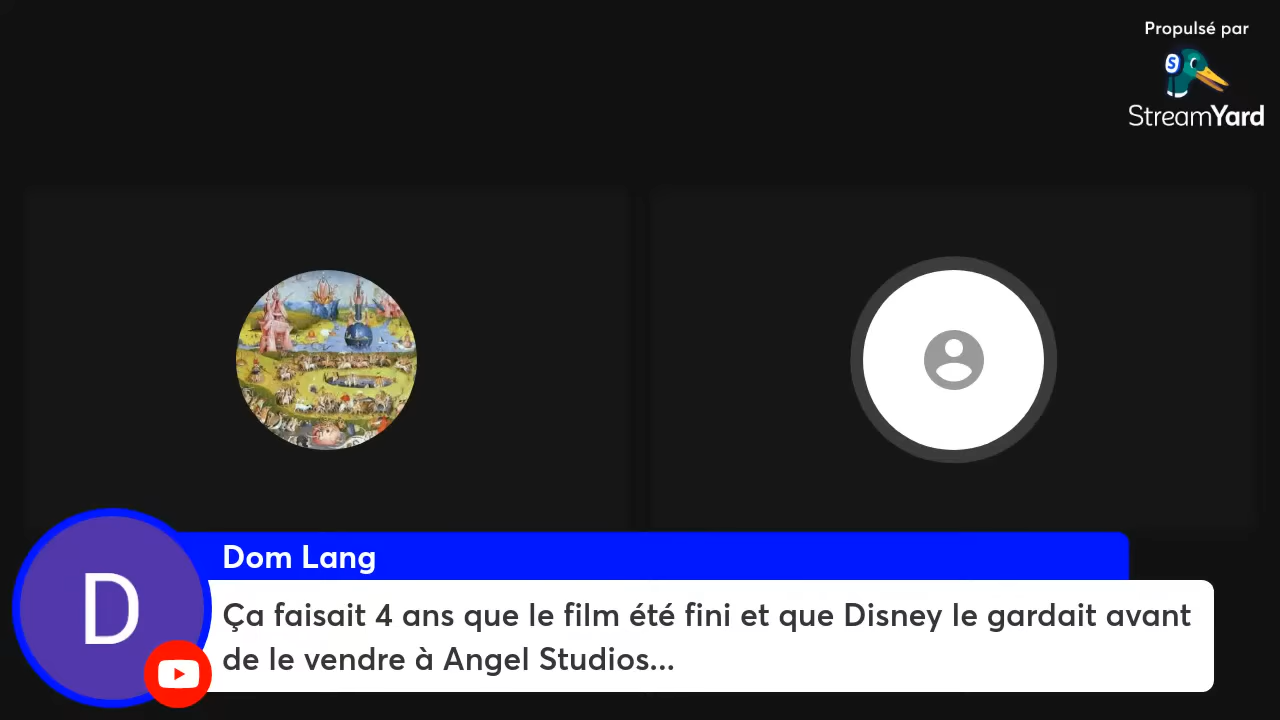 Propulsé par
S
StreamYard
Dom Lang
D
Ça faisait 4 ans que le film été fini et que Disney le gardait avant
de le vendre à Angel Studios...